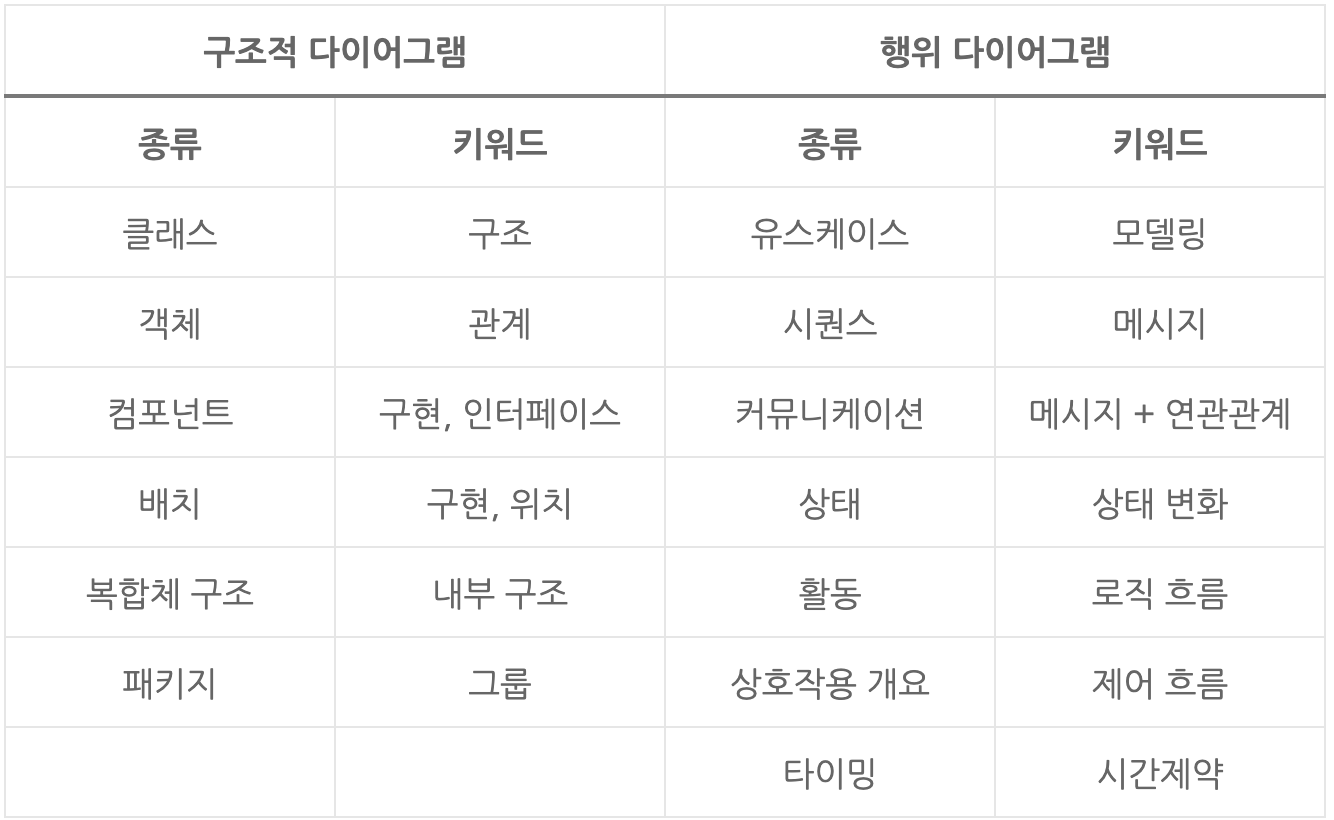 구조적 다이어그램 행위 다이어그램
종류 키워드 종류 키워드
클래스 구조 유스케이스 모델링
객체 관계 시퀀스 메시지
컴포넌트 구현, 인터페이스 커뮤니케이션 메시지 + 연관관계
배치 구현, 위치 상태 상태 변화
복합체 구조 내부 구조 활동 로직 흐름
패키지 그룹 상호작용 개요 제어 흐름
타이밍 시간제약